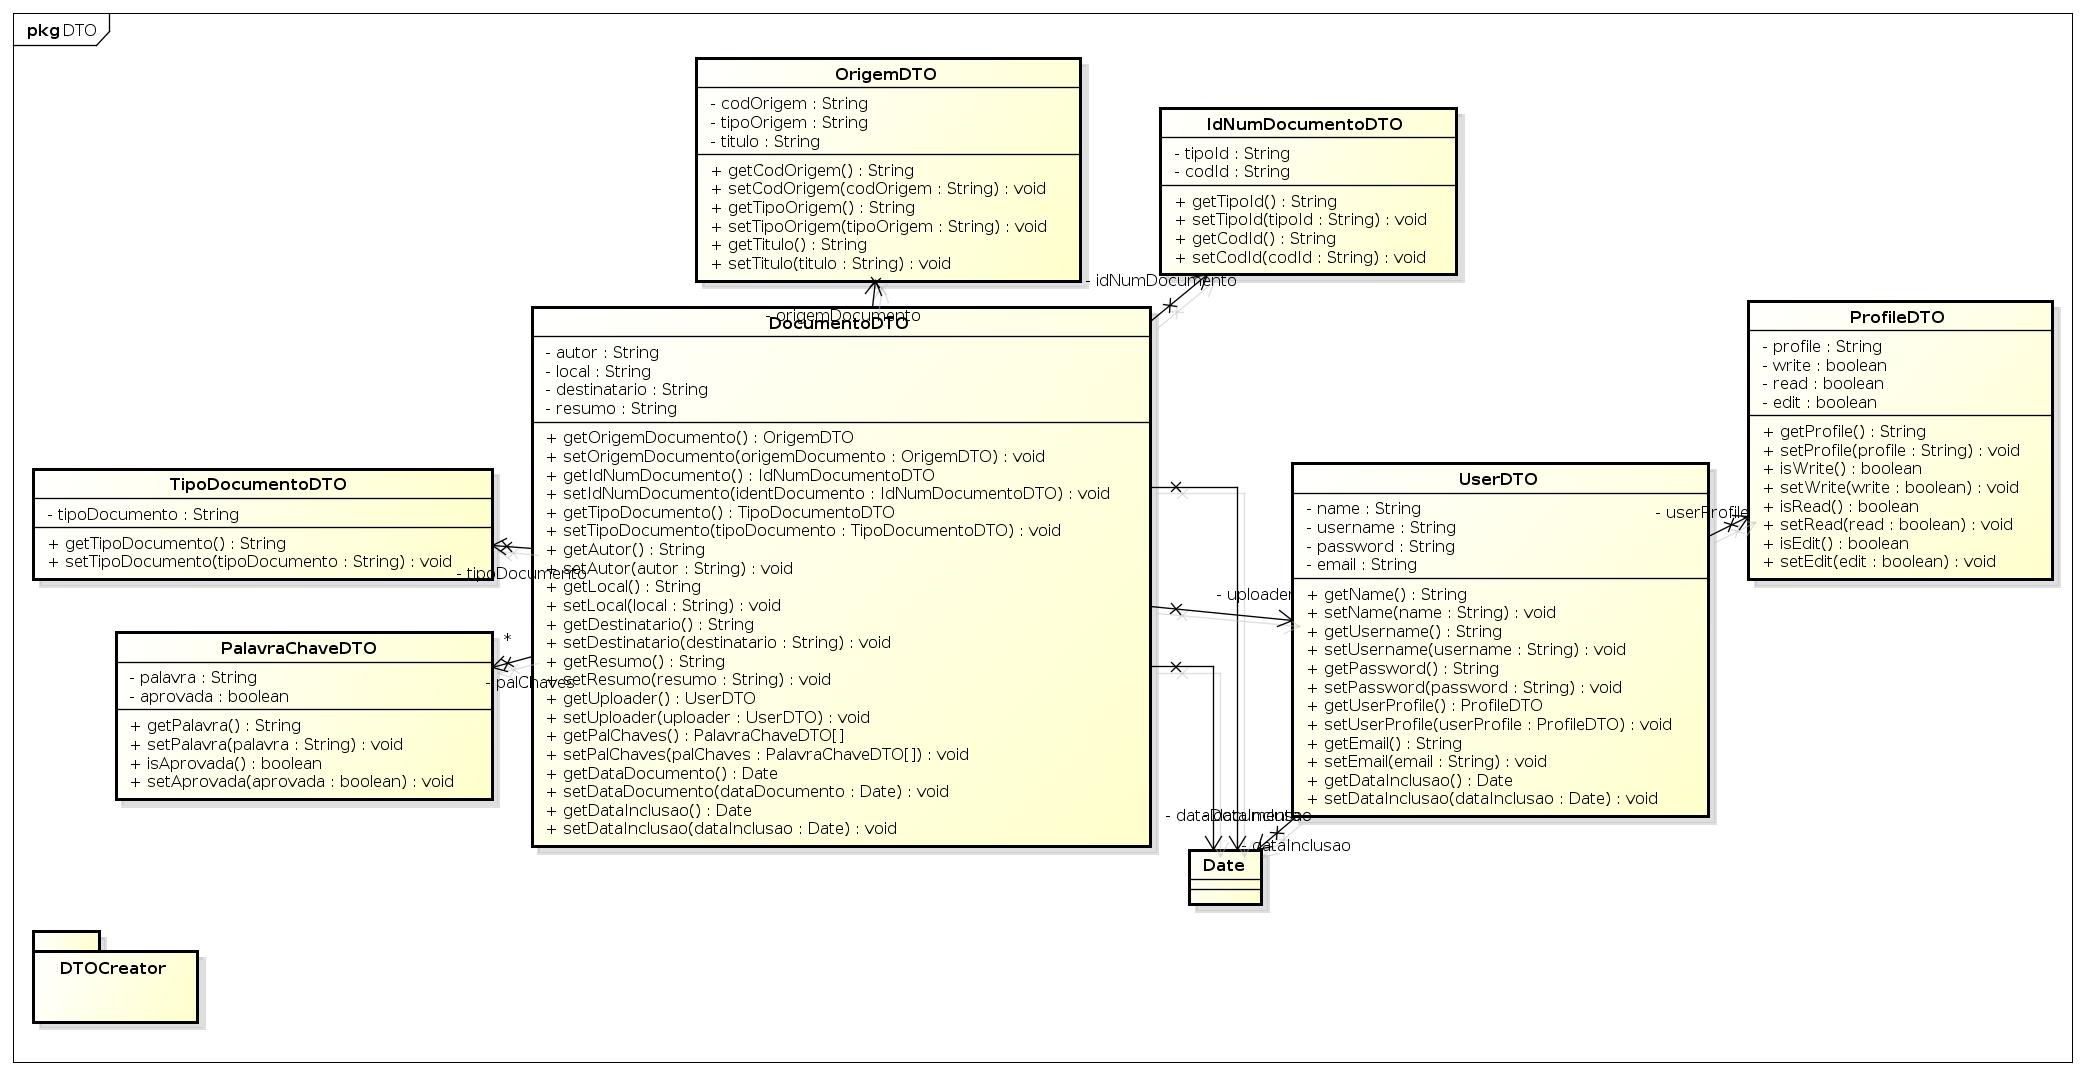 pkg DTO
OrigemDTO
- codOrigem : String
- tipoOrigem : String
- titulo : String
+ getCodOrigem() : String
+ setCodOrigem(codOrigem : String) : void
+ getTipoOrigem() : String
+ setTipoOrigem(tipoOrigem : String) : void
+ getTitulo() : String
+ setTitulo(titulo : String) : void
IdNumDocumentoDTO
- tipoId : String
- codId : String
+ getTipoId() : String
+ setTipoId(tipoId : String) : void
+ getCodId() : String
+ setCodId(codId : String) : void
- idNumDocumento
- origemDocumento
DocumentoDTO
- autor : String
- local : String
- destinatario : String
- resumo : String
+ getOrigemDocumento() : OrigemDTO
+ setOrigemDocumento(origemDocumento : OrigemDTO) : void
+ getIdNumDocumento() : IdNumDocumentoDTO
+ setIdNumDocumento(identDocumento : IdNumDocumentoDTO) : void
+ getTipoDocumento() : TipoDocumentoDTO
+ setTipoDocumento(tipoDocumento : TipoDocumentoDTO) : void
+ getAutor() : String
+ setAutor(autor : String) : void
+ getLocal() : String
+ setLocal(local : String) : void
+ getDestinatario() : String
+ setDestinatario(destinatario : String) : void
+ getResumo() : String
+ setResumo(resumo : String) : void
+ getUploader() : UserDTO
+ setUploader(uploader : UserDTO) : void
+ getPalChaves() : PalavraChaveDTO[]
+ setPalChaves(palChaves : PalavraChaveDTO[]) : void
+ getDataDocumento() : Date
+ setDataDocumento(dataDocumento : Date) : void
+ getDataInclusao() : Date
+ setDataInclusao(dataInclusao : Date) : void
TipoDocumentoDTO
- tipoDocumento : String
+ getTipoDocumento() : String
+ setTipoDocumento(tipoDocumento : String) : void
- tipoDocumento
PalavraChaveDTO
- palavra : String
- aprovada : boolean
+ getPalavra() : String
+ setPalavra(palavra : String) : void
+ isAprovada() : boolean
+ setAprovada(aprovada : boolean) : void
*
- palChaves
ProfileDTO
- profile : String
- write : boolean
- read : boolean
- edit : boolean
+ getProfile() : String
+ setProfile(profile : String) : void
+ isWrite() : boolean
+ setWrite(write : boolean) : void
+ isRead() : boolean
+ setRead(read : boolean) : void
+ isEdit() : boolean
+ setEdit(edit : boolean) : void
- userProfile
UserDTO
- name : String
- username : String
- password : String
- email : String
+ getName() : String
+ setName(name : String) : void
+ getUsername() : String
+ setUsername(username : String) : void
+ getPassword() : String
+ setPassword(password : String) : void
+ getUserProfile() : ProfileDTO
+ setUserProfile(userProfile : ProfileDTO) : void
+ getEmail() : String
+ setEmail(email : String) : void
+ getDataInclusao() : Date
+ setDataInclusao(dataInclusao : Date) : void
- uploader
- dataInclusao
Date
DTOCreator